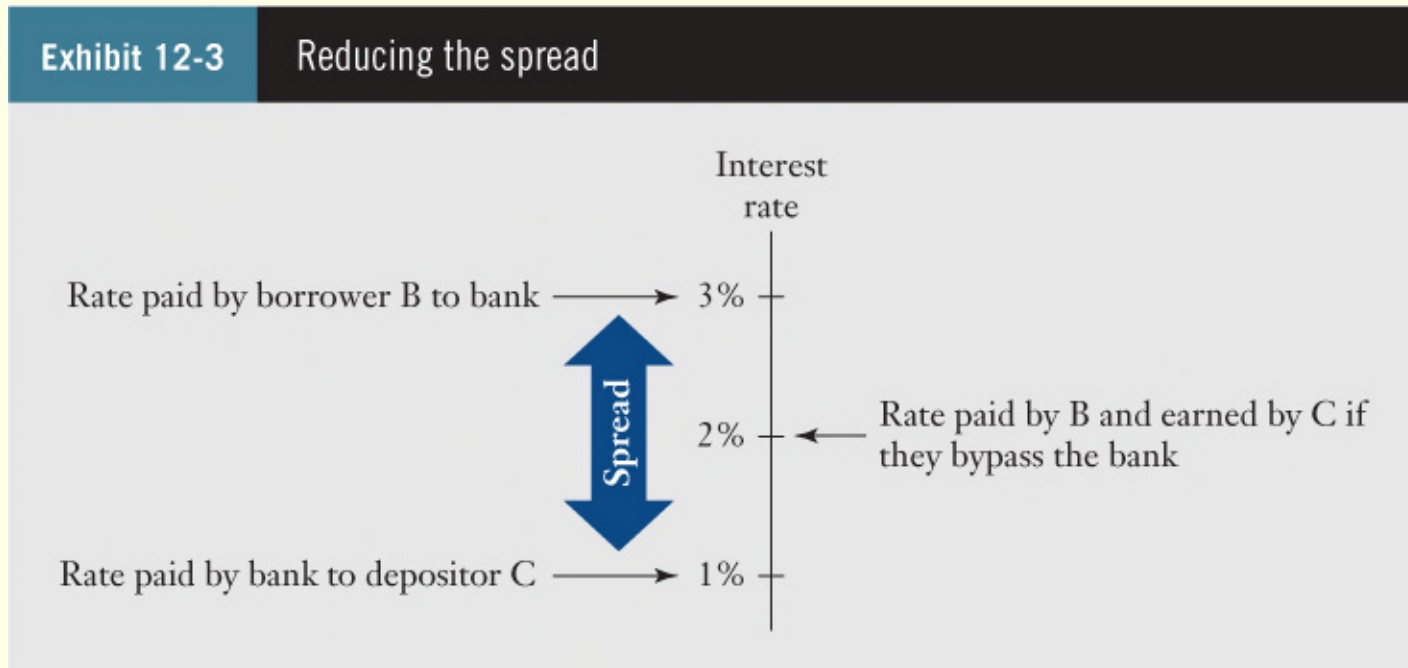 Exhibit 12-3
Reducing the spread
Interest
rate
Rate paid by borrower B to bank
3%
Spread
2%
Rate paid by B and earned by C if
they bypass the bank
Rate paid by bank to depositor C
1%